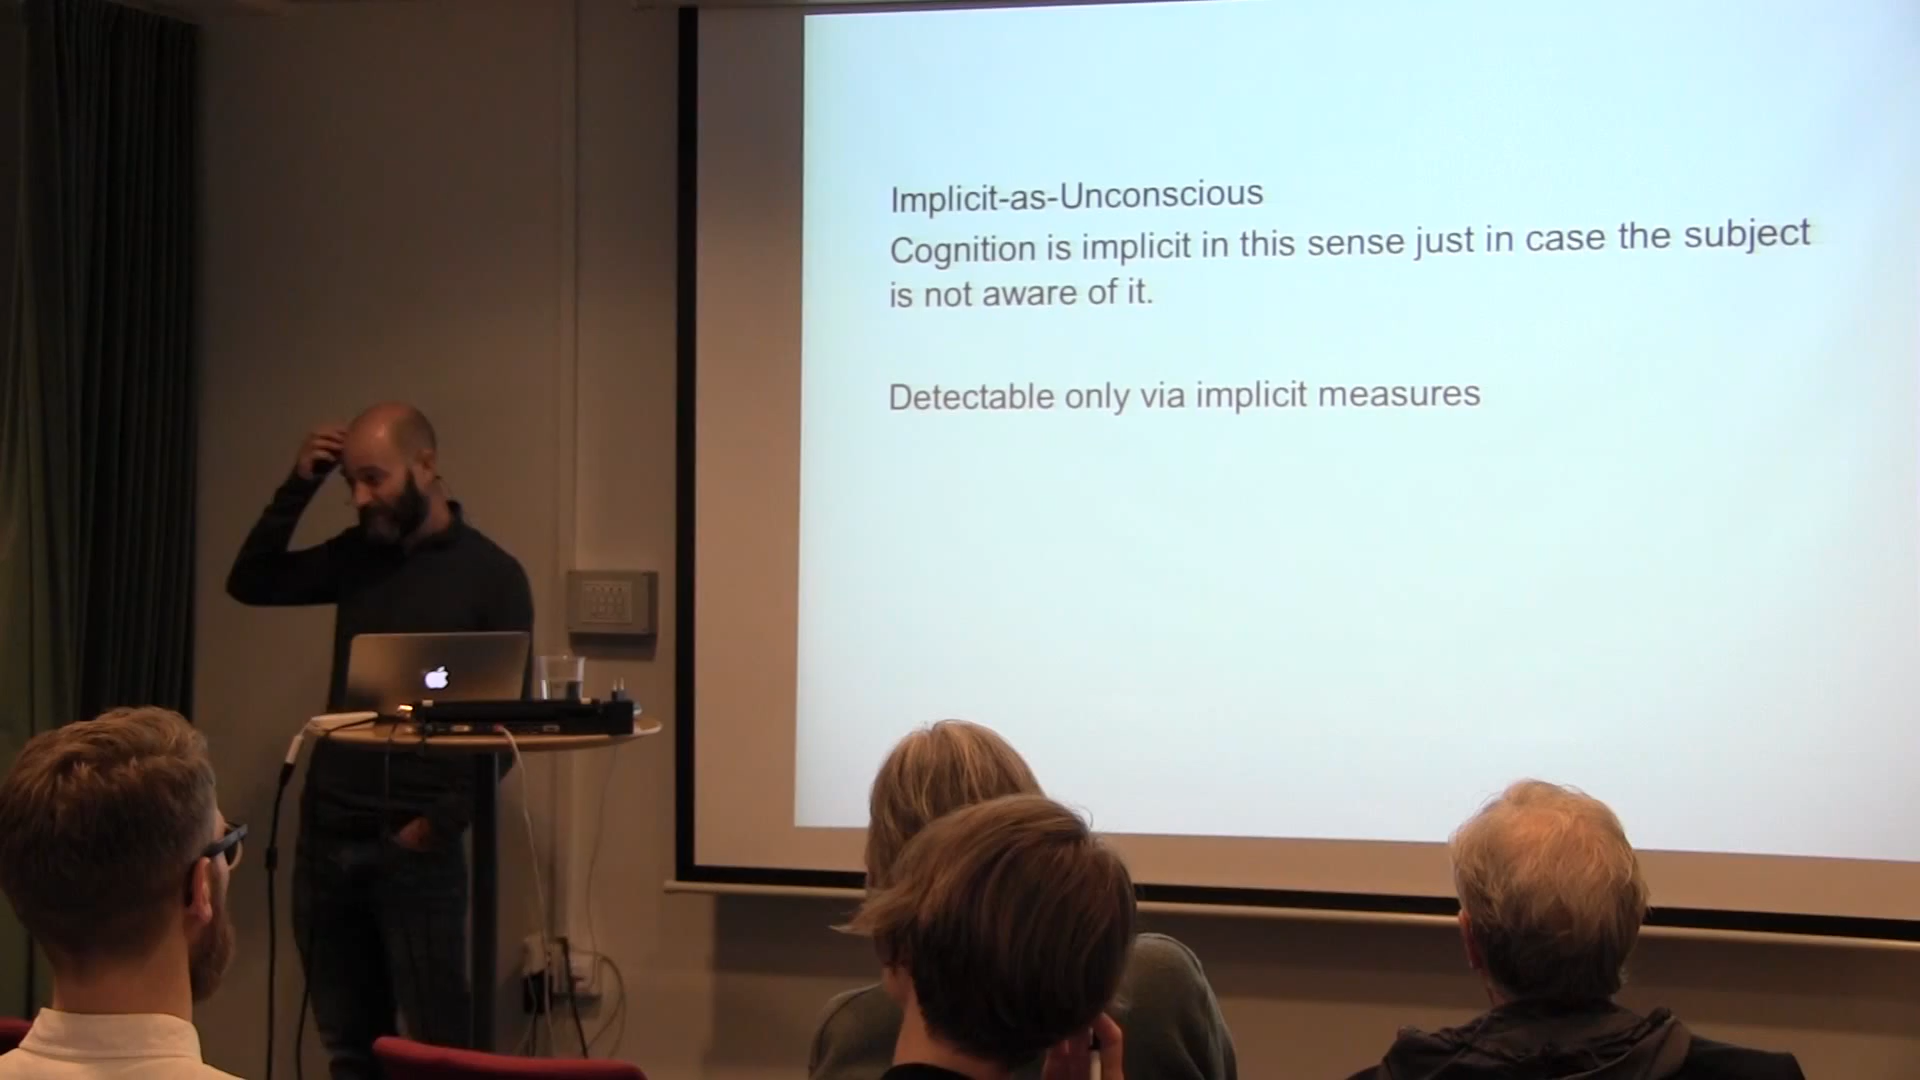 Implicit-as-Unconscious
Cognition is implicit in this sense just in case the subject
is not aware of it.
Detectable only via implicit measures